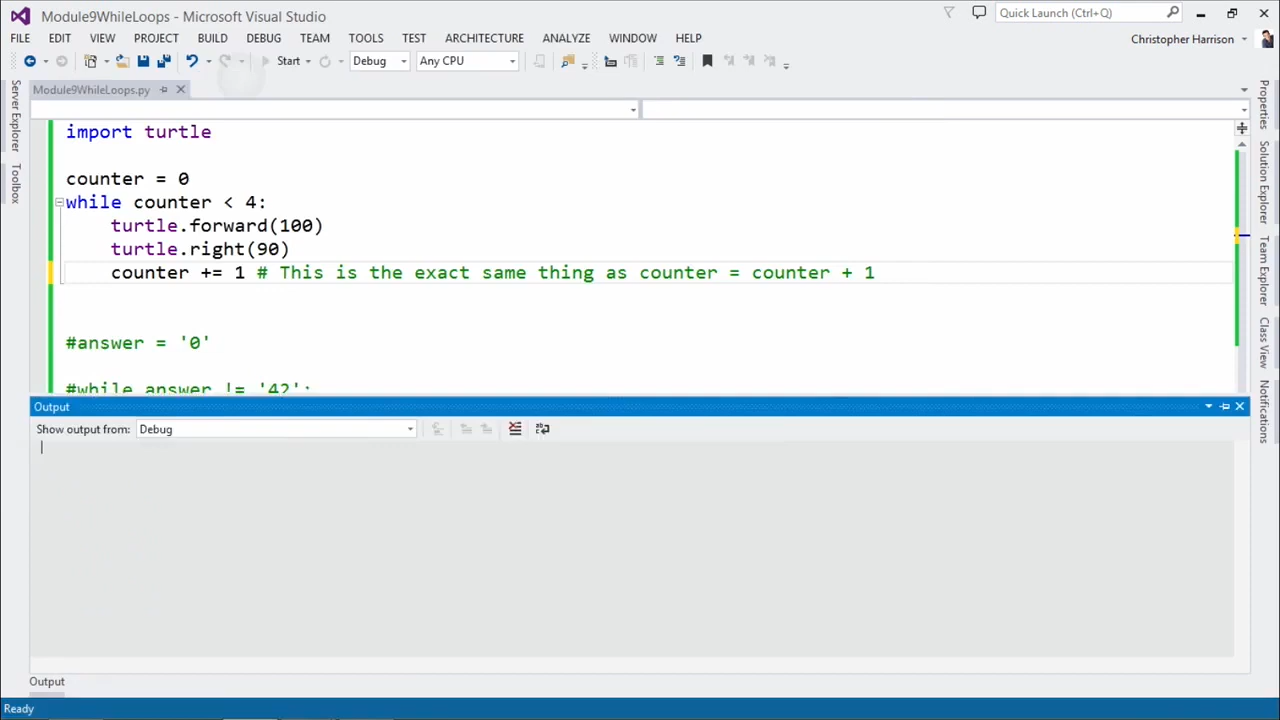 Module9WhileLoops - Microsoft Visual Studio
Quick Launch (Ctrl+Q)
FILE EDIT VIEW PROJECT BUILD DEBUG TEAM TOOLS TEST ARCHITECTURE ANALYZE WINDOW HELP
Christopher Harrison
Start Debug Any CPU
Module9WhileLoops.py
import turtle
counter = 0
while counter < 4:
turtle.forward(100)
turtle.right(90)
counter += 1 # This is the exact same thing as counter = counter + 1
#answer = '0'
#while answer != '42':
Output
Show output from: Debug
Output
Ready
Server Explorer
Toolbox
Properties
Solution Explorer
Team Explorer
Class View
Notifications